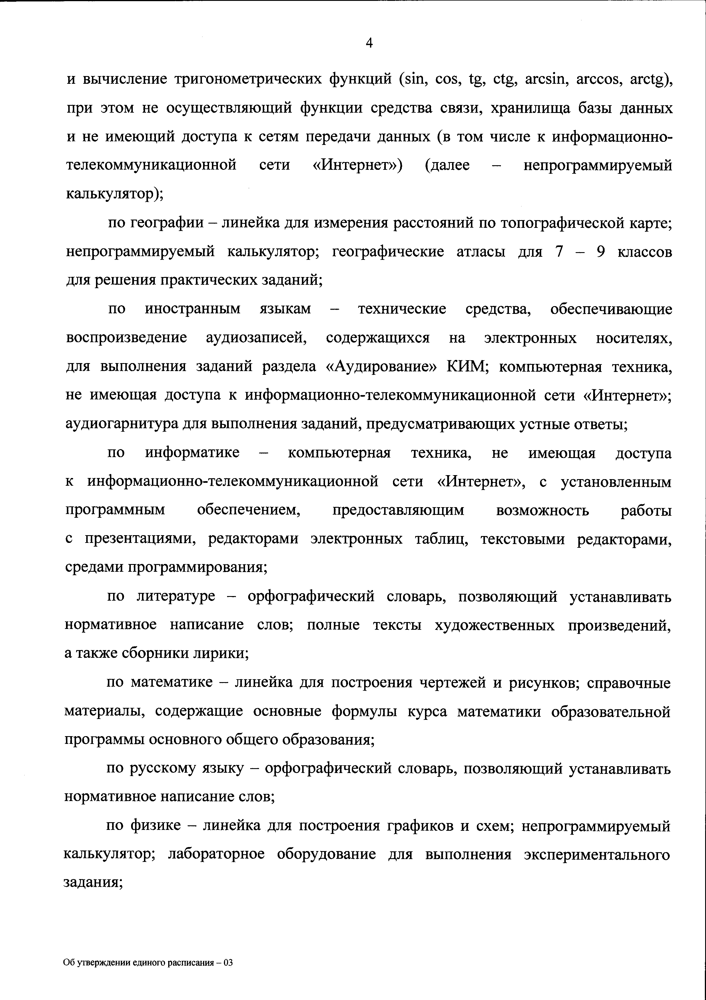 4
и вычисление тригонометрических функций (sin, cos, tg, ctg, arcsin, arccos, arctg),
при этом не осуществляющий функции средства связи, хранилища базы данных
и не имеющий доступа к сетям передачи данных (в том числе к информационно-
телекоммуникационной сети «Интернет») (далее – непрограммируемый
калькулятор);
по географии – линейка для измерения расстояний по топографической карте;
непрограммируемый калькулятор; географические атласы для 7 – 9 классов
для решения практических заданий;
по иностранным языкам – технические средства, обеспечивающие
воспроизведение аудиозаписей, содержащихся на электронных носителях,
для выполнения заданий раздела «Аудирование» КИМ; компьютерная техника,
не имеющая доступа к информационно-телекоммуникационной сети «Интернет»;
аудиогарнитура для выполнения заданий, предусматривающих устные ответы;
по информатике – компьютерная техника, не имеющая доступа
к информационно-телекоммуникационной сети «Интернет», с установленным
программным обеспечением, предоставляющим возможность работы
с презентациями, редакторами электронных таблиц, текстовыми редакторами,
средами программирования;
по литературе – орфографический словарь, позволяющий устанавливать
нормативное написание слов; полные тексты художественных произведений,
а также сборники лирики;
по математике – линейка для построения чертежей и рисунков; справочные
материалы, содержащие основные формулы курса математики образовательной
программы основного общего образования;
по русскому языку – орфографический словарь, позволяющий устанавливать
нормативное написание слов;
по физике – линейка для построения графиков и схем; непрограммируемый
калькулятор; лабораторное оборудование для выполнения экспериментального
задания;
Об утверждении единого расписания – 03